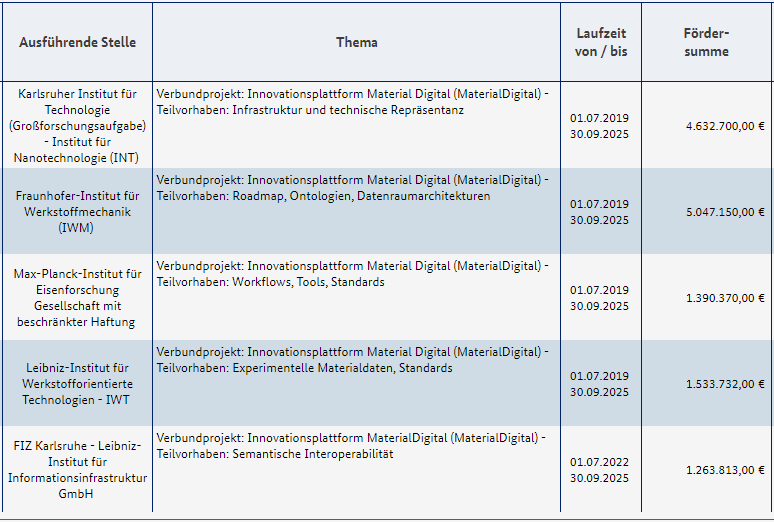 Ausführende Stelle
Thema
Laufzeit
von / bis
Förder-
summe
Karlsruher Institut für
Technologie
(Großforschungsaufgabe)
- Institut für
Nanotechnologie (INT)
Verbundprojekt: Innovationsplattform Material Digital (MaterialDigital) -
Teilvorhaben: Infrastruktur und technische Repräsentanz
01.07.2019
30.09.2025
4.632.700,00 €
Fraunhofer-Institut für
Werkstoffmechanik
(IWM)
Verbundprojekt: Innovationsplattform Material Digital (MaterialDigital) -
Teilvorhaben: Roadmap, Ontologien, Datenraumarchitekturen
01.07.2019
30.09.2025
5.047.150,00 €
Max-Planck-Institut für
Eisenforschung
Gesellschaft mit
beschränkter Haftung
Verbundprojekt: Innovationsplattform Material Digital (MaterialDigital) -
Teilvorhaben: Workflows, Tools, Standards
01.07.2019
30.09.2025
1.390.370,00 €
Leibniz-Institut für
Werkstofforientierte
Technologien - IWT
Verbundprojekt: Innovationsplattform Material Digital (MaterialDigital) -
Teilvorhaben: Experimentelle Materialdaten, Standards
01.07.2019
30.09.2025
1.533.732,00 €
FIZ Karlsruhe - Leibniz-
Institut für
Informationsinfrastruktur
GmbH
Verbundprojekt: Innovationsplattform MaterialDigital (MaterialDigital) -
Teilvorhaben: Semantische Interoperabilität
01.07.2022
30.09.2025
1.263.813,00 €